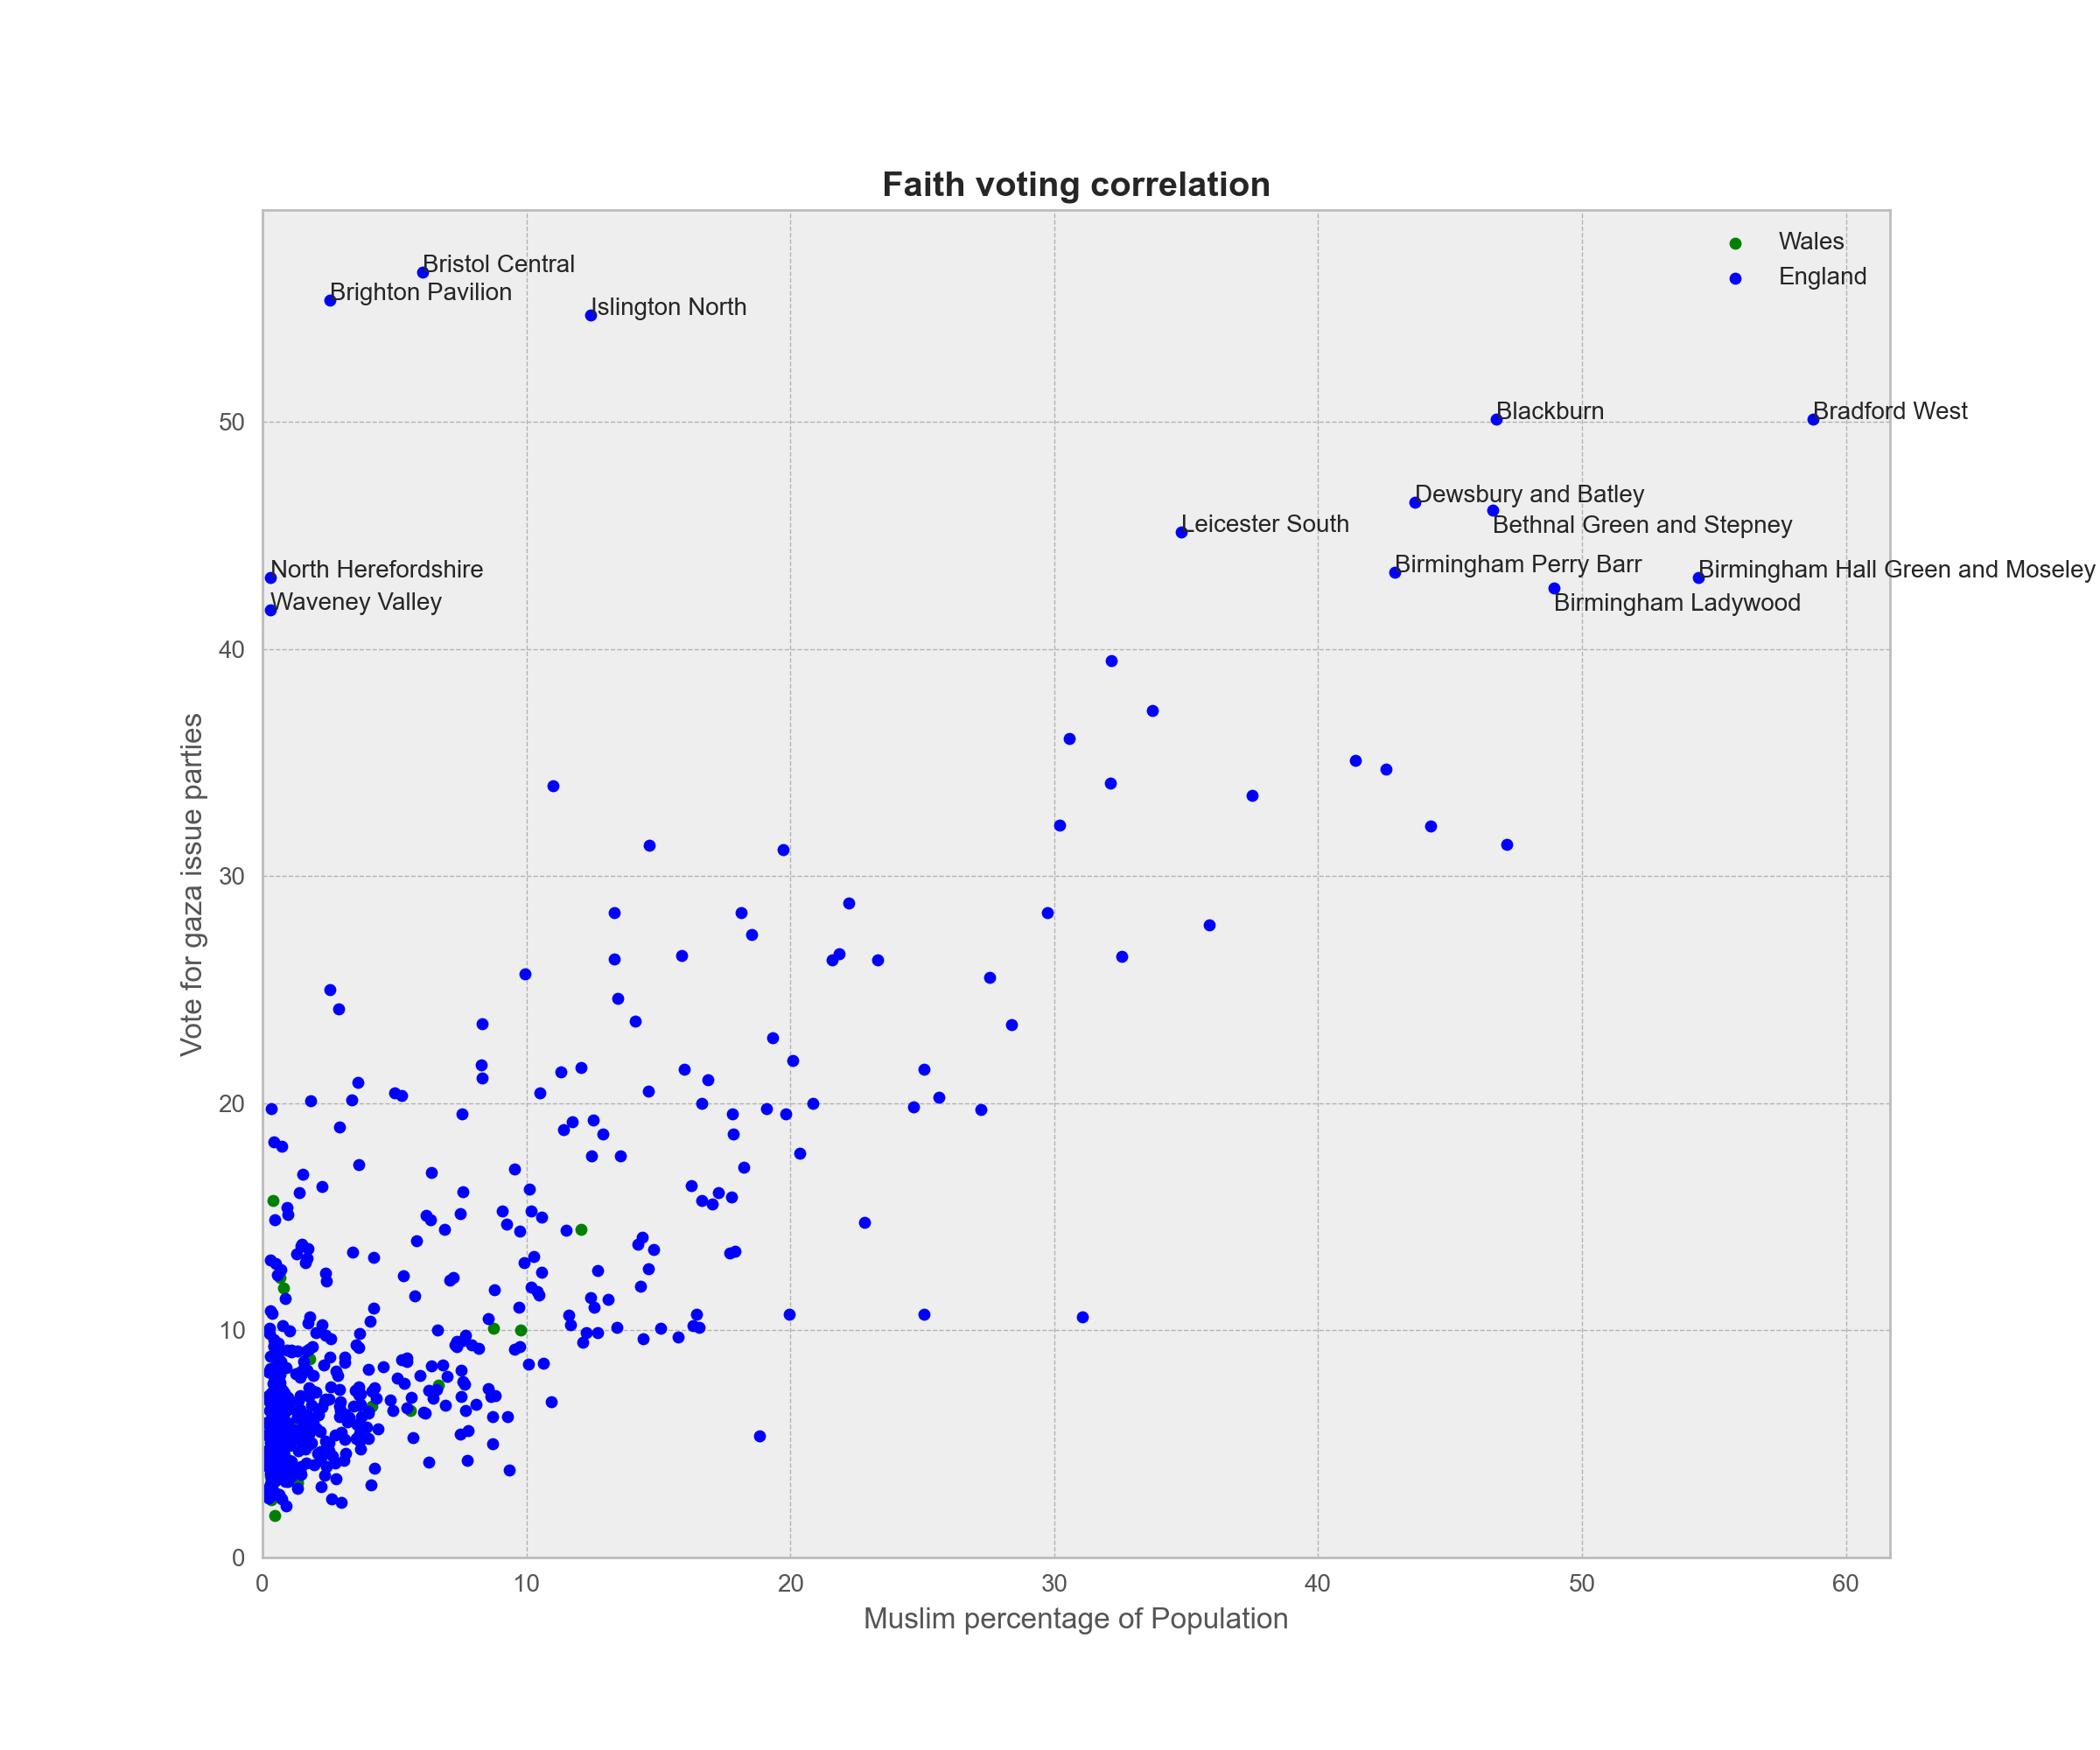 Faith voting correlation
Wales
England
Bristol Central
Brighton Pavilion
Islington North
Blackburn
Bradford West
Dewsbury and Batley
Leicester South
Bethnal Green and Stepney
North Herefordshire
Birmingham Perry Barr
Birmingham Hall Green and Moseley
Waveney Valley
Birmingham Ladywood
Vote for gaza issue parties
50
40
30
20
10
0
0 10 20 30 40 50 60
Muslim percentage of Population